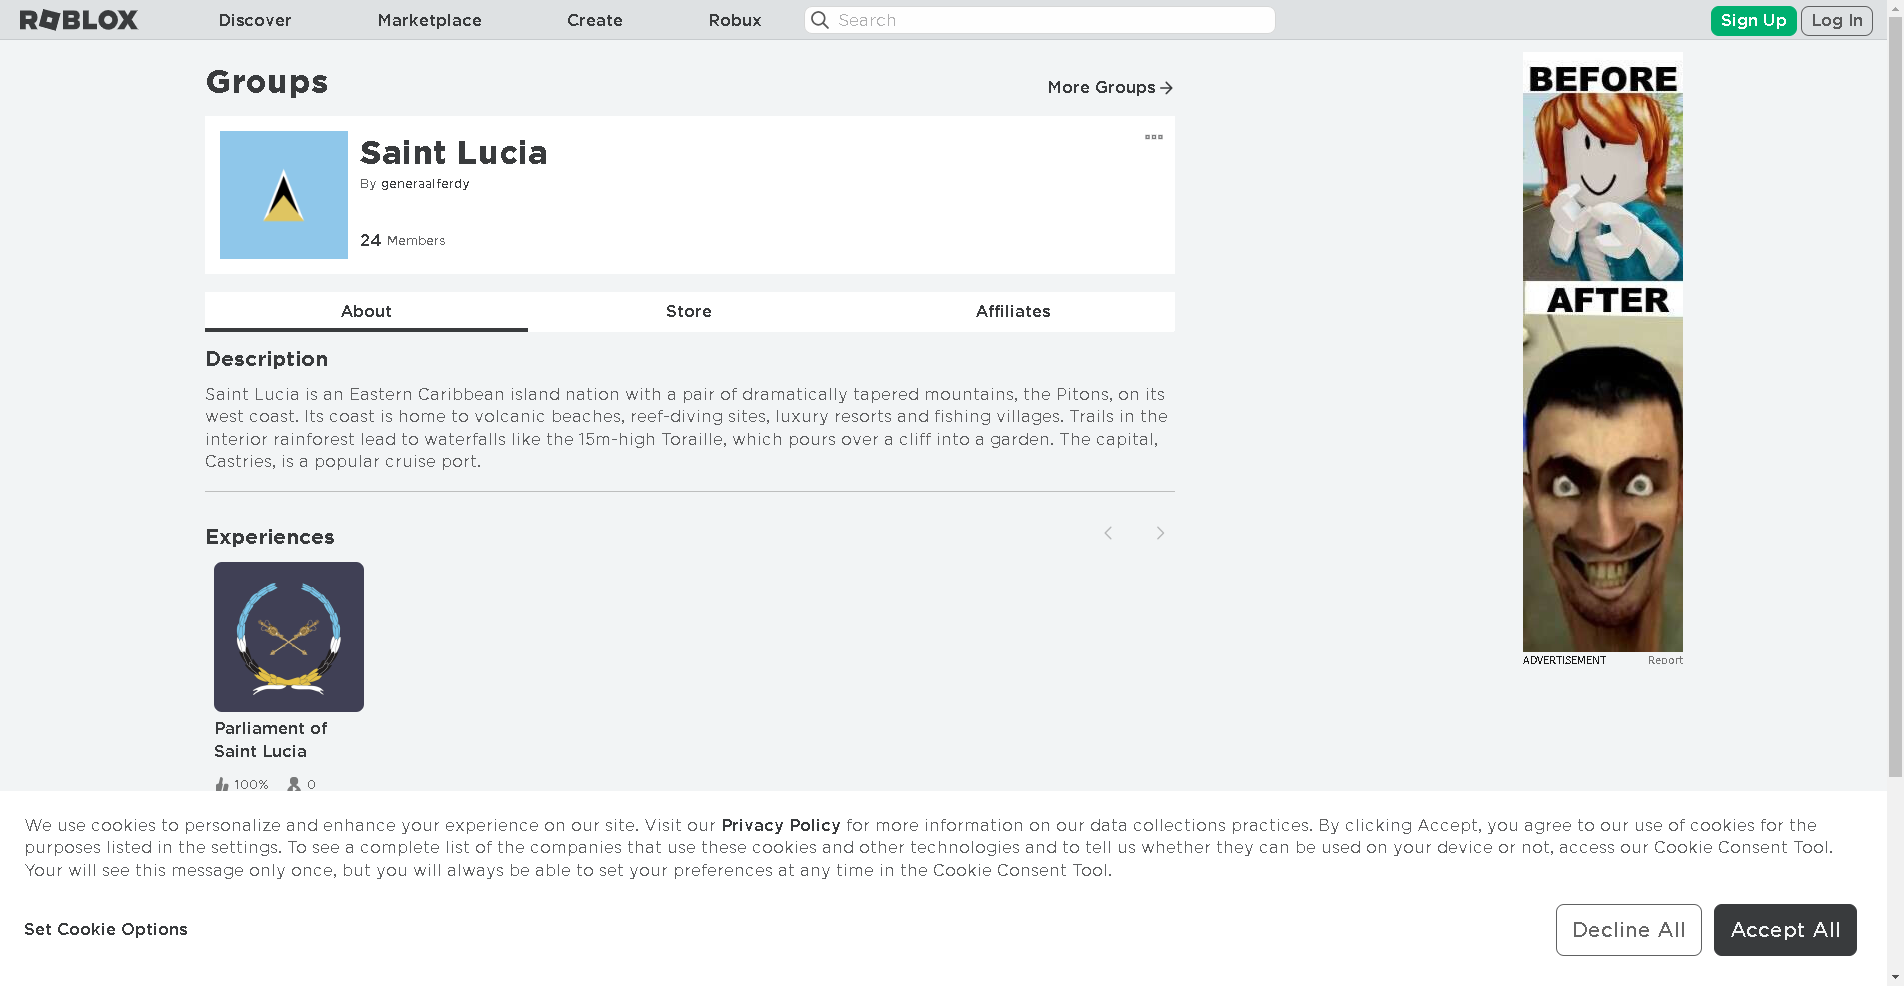 ROBLOX
Discover
Marketplace
Create
Robux
Search
Sign Up
Log In
Groups
More Groups
Saint Lucia
By generaalferdy
24 Members
About
Store
Affiliates
Description
Saint Lucia is an Eastern Caribbean island nation with a pair of dramatically tapered mountains, the Pitons, on its
west coast. Its coast is home to volcanic beaches, reef-diving sites, luxury resorts and fishing villages. Trails in the
interior rainforest lead to waterfalls like the 15m-high Toraille, which pours over a cliff into a garden. The capital,
Castries, is a popular cruise port.
Experiences
Parliament of
Saint Lucia
100% 0
BEFORE
AFTER
ADVERTISEMENT
Report
We use cookies to personalize and enhance your experience on our site. Visit our Privacy Policy for more information on our data collections practices. By clicking Accept, you agree to our use of cookies for the
purposes listed in the settings. To see a complete list of the companies that use these cookies and other technologies and to tell us whether they can be used on your device or not, access our Cookie Consent Tool.
Your will see this message only once, but you will always be able to set your preferences at any time in the Cookie Consent Tool.
Set Cookie Options
Decline All
Accept All